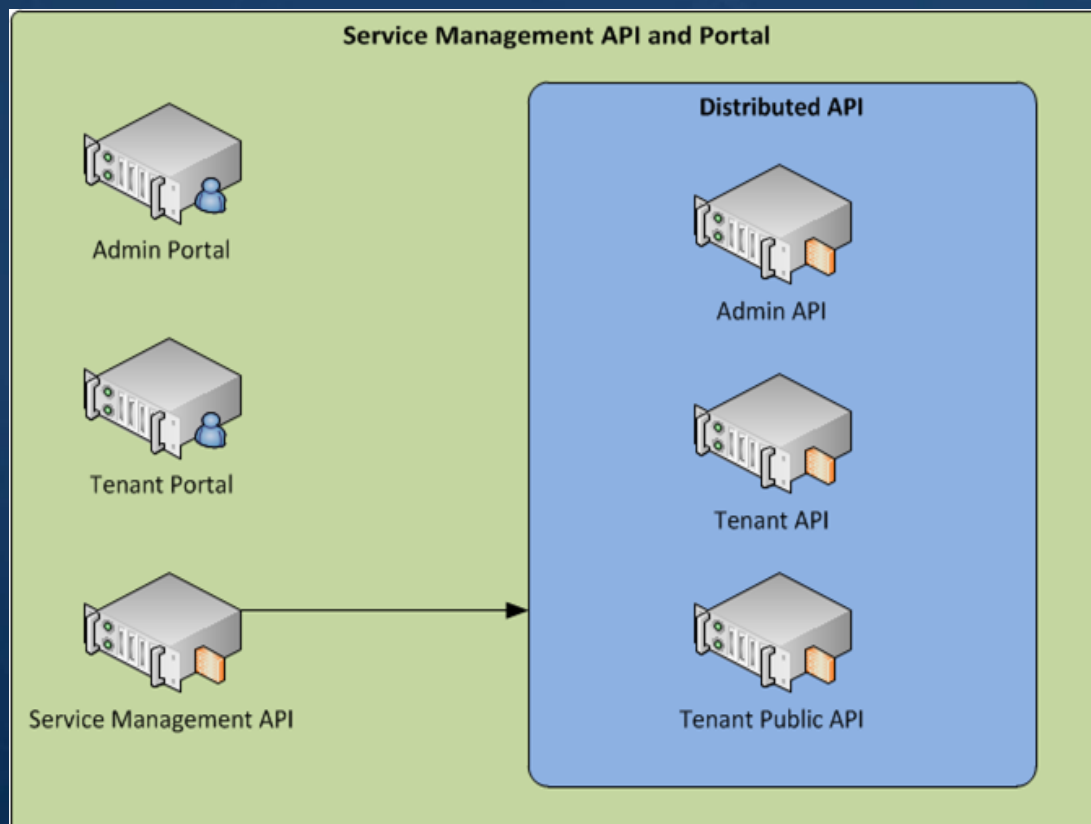 Service Management API and Portal
Distributed API
Admin Portal
Admin API
Tenant Portal
Tenant API
Service Management API
Tenant Public API